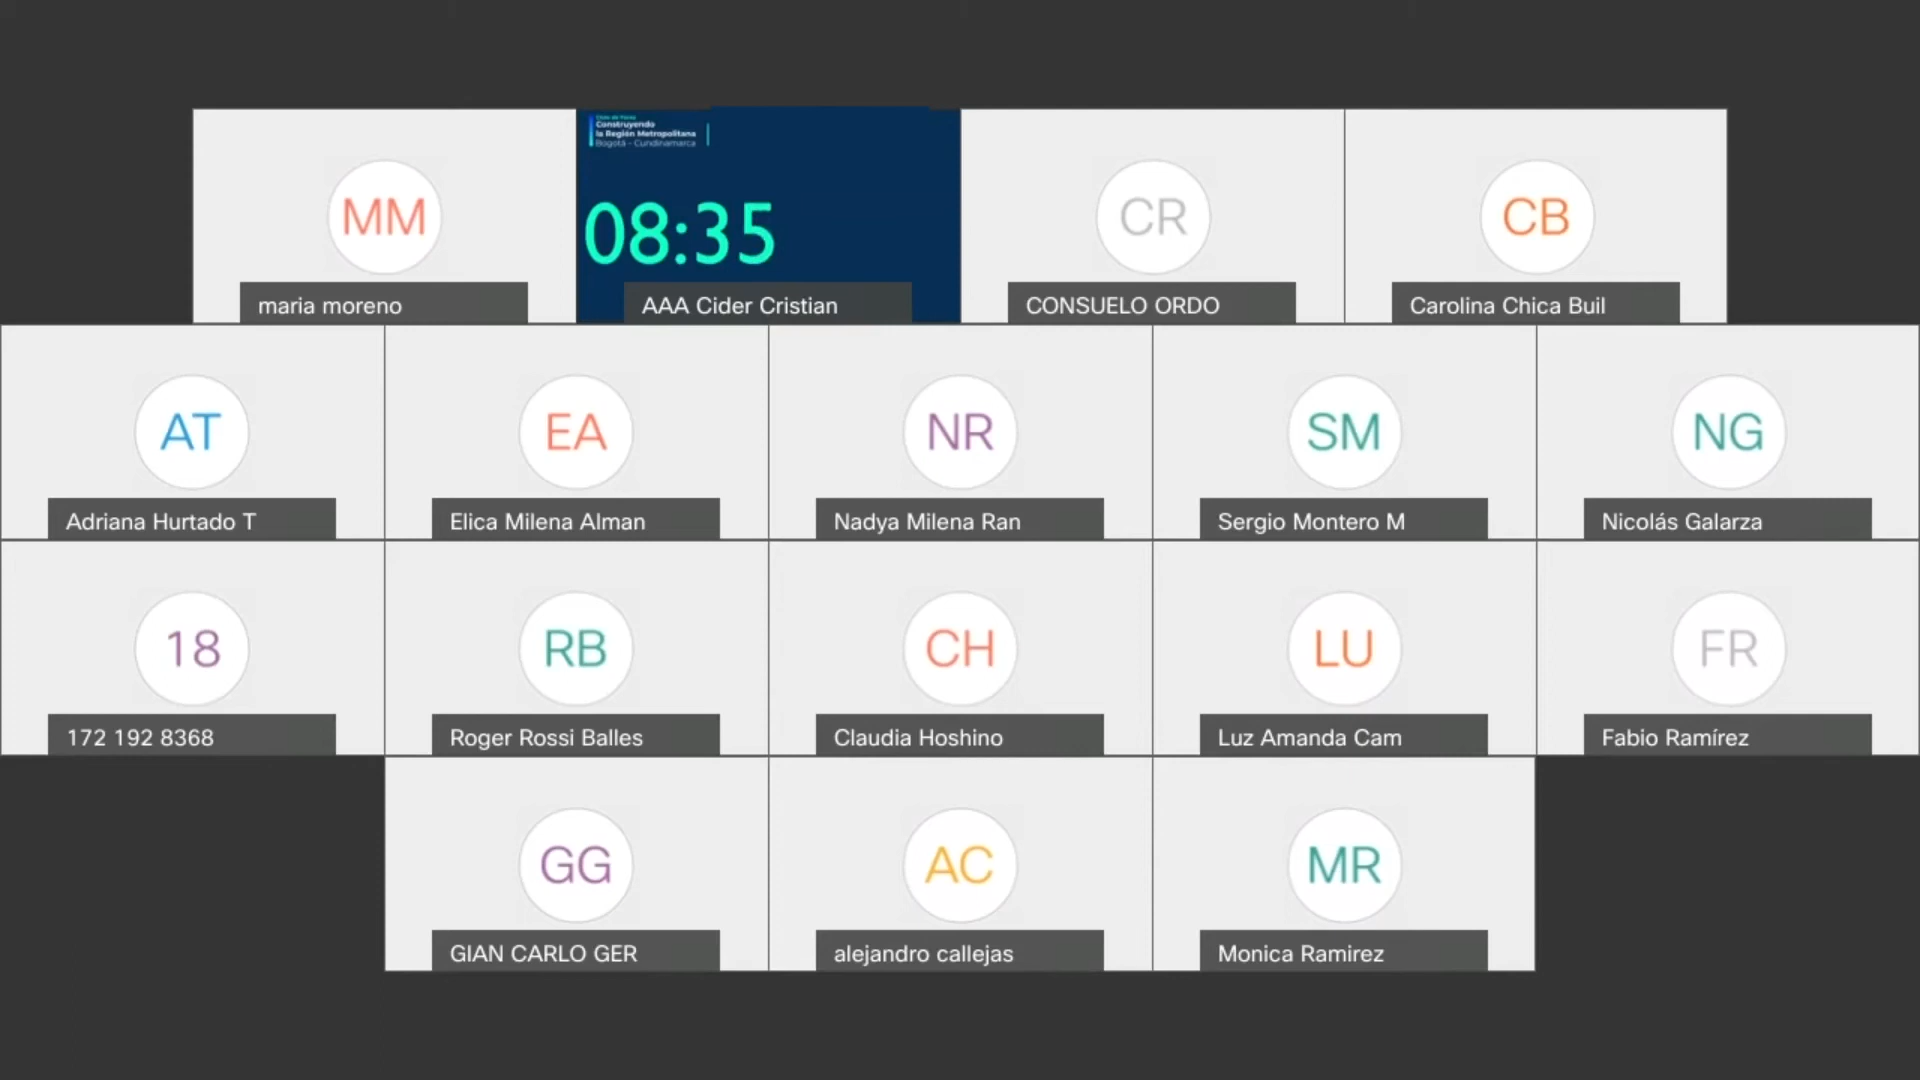 MM
maria moreno
Ciclo de Foros
Construyendo
la Región Metropolitana
Bogotá - Cundinamarca
08:35
AAA Cider Cristian
CR
CONSUELO ORDO
CB
Carolina Chica Buil
AT
Adriana Hurtado T
EA
Elica Milena Alman
NR
Nadya Milena Ran
SM
Sergio Montero M
NG
Nicolás Galarza
18
172 192 8368
RB
Roger Rossi Balles
CH
Claudia Hoshino
LU
Luz Amanda Cam
FR
Fabio Ramírez
GG
GIAN CARLO GER
AC
alejandro callejas
MR
Monica Ramirez